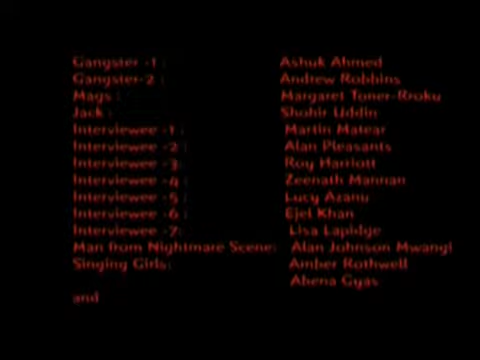 Gangster -1 : Ashuk Ahmed
Gangster-2 : Andrew Robbins
Mags : Margaret Toner-Rroku
Jack : Shohir Uddin
Interviewee -1 : Martin Matear
Interviewee -2 : Alan Pleasants
Interviewee -3: Roy Harriott
Interviewee -4 : Zeenath Mannan
Interviewee -5 : Lucy Azanu
Interviewee -6 : Ejel Khan
Interviewee -7: Lisa Lapidge
Man from Nightmare Scene: Alan Johnson Mwangi
Singing Girls: Amber Rothwell
Abena Gyas
and